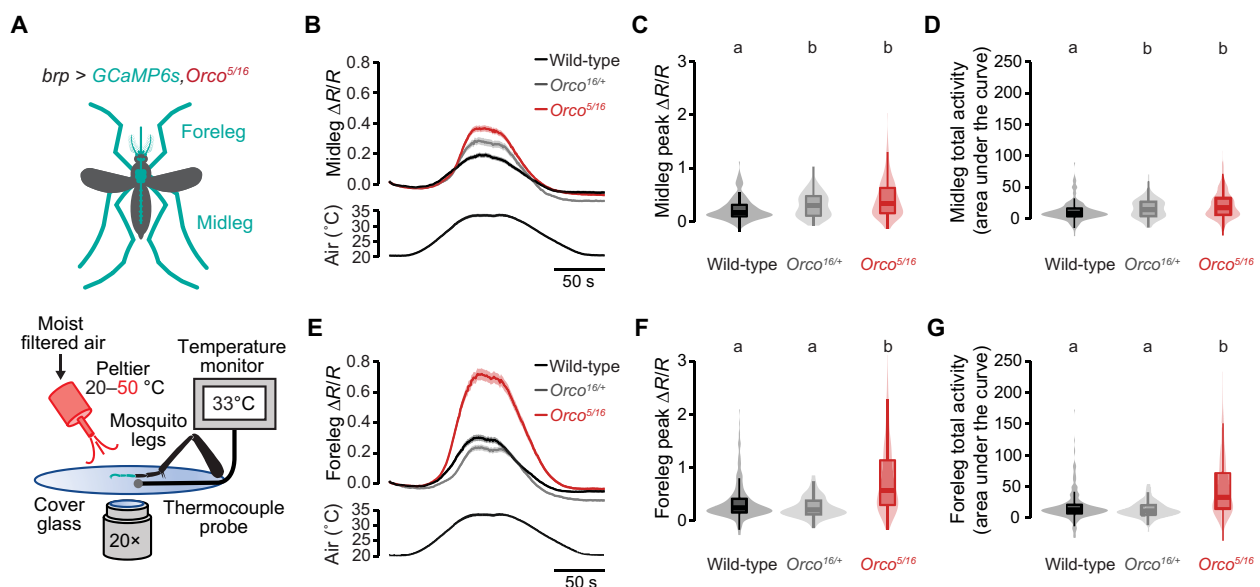 A
brp > GCaMP6s,Orco5/16
Foreleg
Midleg
Moist
filtered air
Peltier
20–50 °C
Temperature
monitor
33°C
Mosquito
legs
Cover
glass
20×
Thermocouple
probe
B
Midleg ΔR/R
0.8
0.6
0.4
0.2
0.0
Wild-type
Orco16/+
Orco5/16
Air (°C)
35
30
25
20
50 s
C
Midleg peak ΔR/R
3
2
1
0
a
b
b
Wild-type
Orco16/+
Orco5/16
D
Midleg total activity
(area under the curve)
250
200
150
100
50
0
a
b
b
Wild-type
Orco16/+
Orco5/16
E
Foreleg ΔR/R
0.8
0.6
0.4
0.2
0.0
Wild-type
Orco16/+
Orco5/16
Air (°C)
35
30
25
20
50 s
F
Foreleg peak ΔR/R
3
2
1
0
a
a
b
Wild-type
Orco16/+
Orco5/16
G
Foreleg total activity
(area under the curve)
250
200
150
100
50
0
a
a
b
Wild-type
Orco16/+
Orco5/16